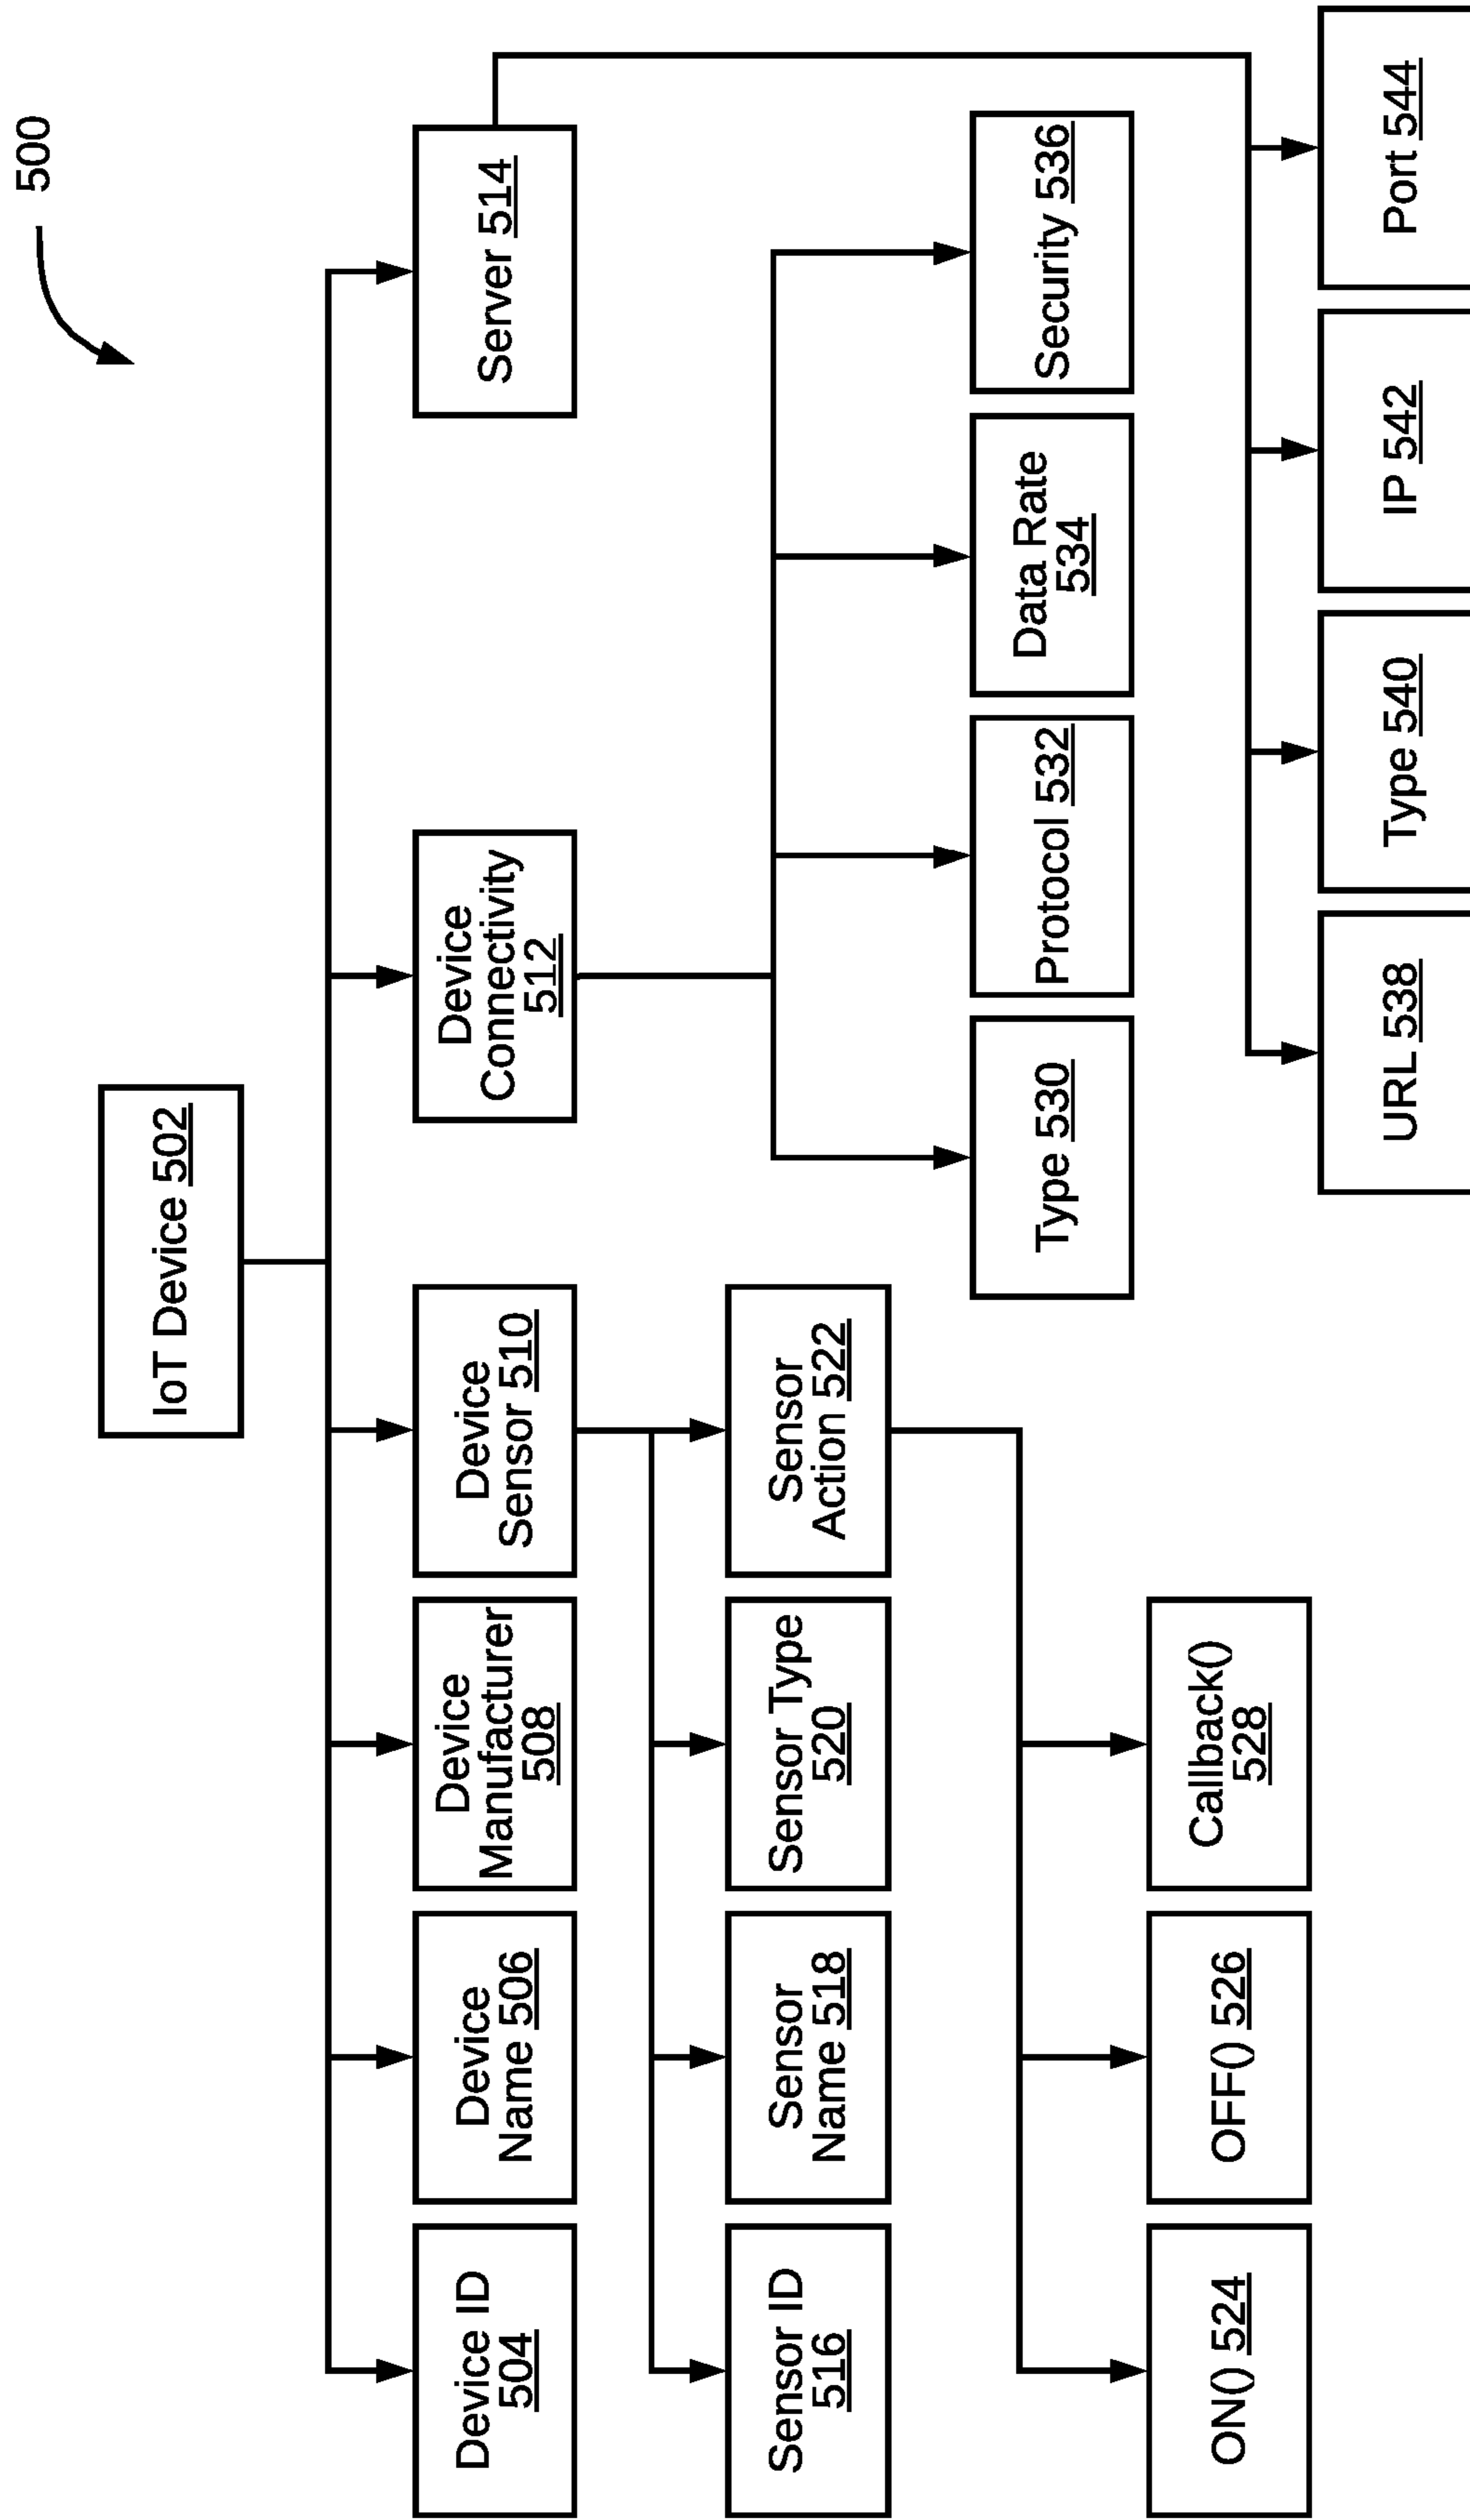 500
IoT Device 502
Device ID
504
Device
Name 506
Device
Manufacturer
508
Device
Sensor 510
Device
Connectivity
512
Server 514
Sensor ID
516
Sensor
Name 518
Sensor Type
520
Sensor
Action 522
Type 530
Protocol 532
Data Rate
534
Security 536
ON() 524
OFF() 526
Callback()
528
URL 538
Type 540
IP 542
Port 544